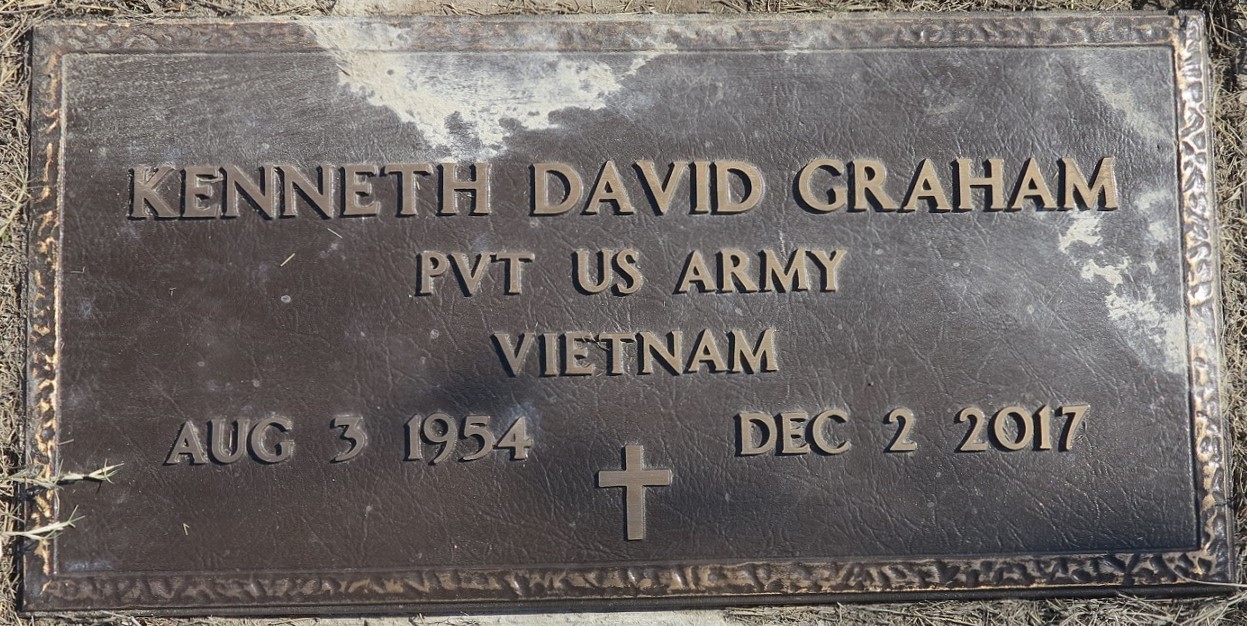 KENNETH DAVID GRAHAM
PVT US ARMY
VIETNAM
AUG 3 1954 DEC 2 2017